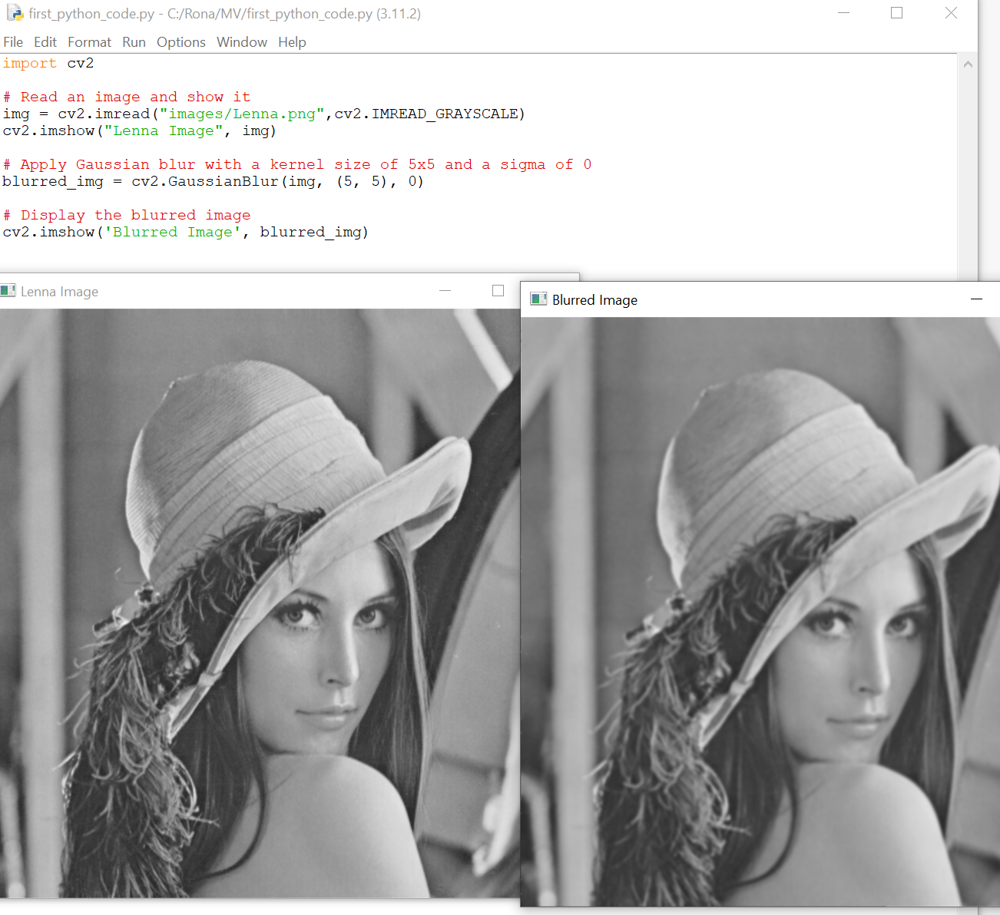 first_python_code.py - C:/Rona/MV/first_python_code.py (3.11.2)
File Edit Format Run Options Window Help
import cv2
# Read an image and show it
img = cv2.imread("images/Lenna.png",cv2.IMREAD_GRAYSCALE)
cv2.imshow("Lenna Image", img)
# Apply Gaussian blur with a kernel size of 5x5 and a sigma of 0
blurred_img = cv2.GaussianBlur(img, (5, 5), 0)
# Display the blurred image
cv2.imshow('Blurred Image', blurred_img)
Lenna Image
Blurred Image